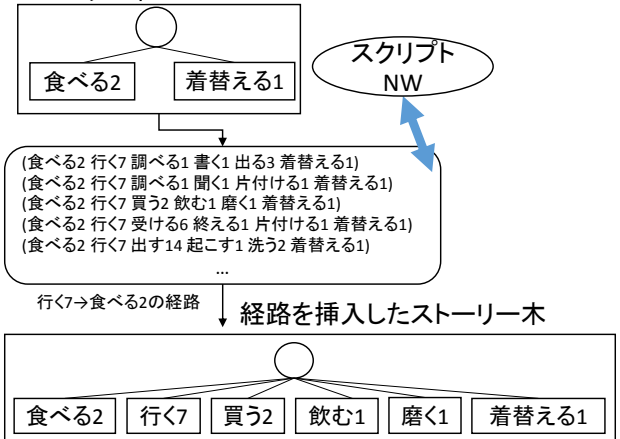 食べる2
着替える1
スクリプト
NW
(食べる2 行く7 調べる1 書く1 出る3 着替える1)
(食べる2 行く7 調べる1 聞く1 片付ける1 着替える1)
(食べる2 行く7 買う2 飲む1 磨く1 着替える1)
(食べる2 行く7 受ける6 終える1 片付ける1 着替える1)
(食べる2 行く7 出す14 起こす1 洗う2 着替える1)
...
行く7→食べる2の経路
経路を挿入したストーリー木
食べる2
行く7
買う2
飲む1
磨く1
着替える1